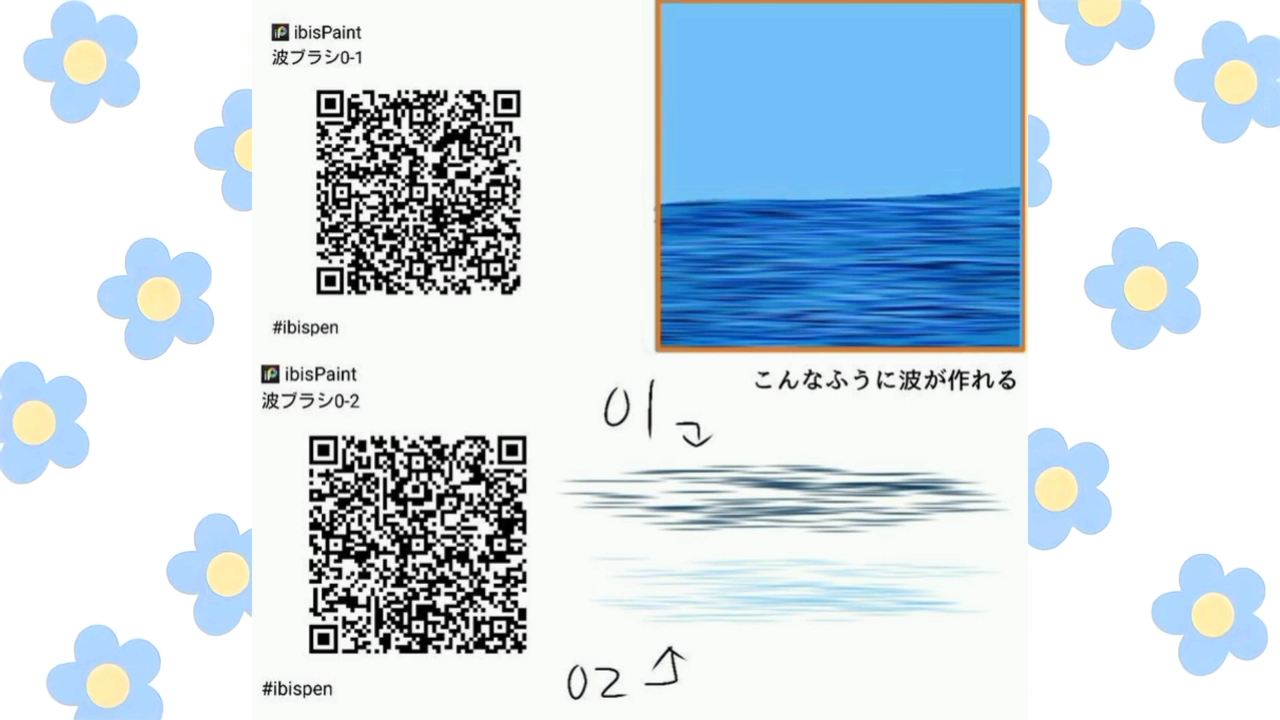 ibisPaint
波ブラシ0-1
#ibispen
こんなふうに波が作れる
ibisPaint
波ブラシ0-2
#ibispen
01
02